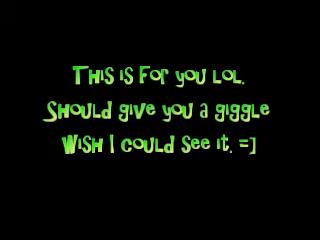 This is for you lol.
Should give you a giggle
Wish I could see it. =]